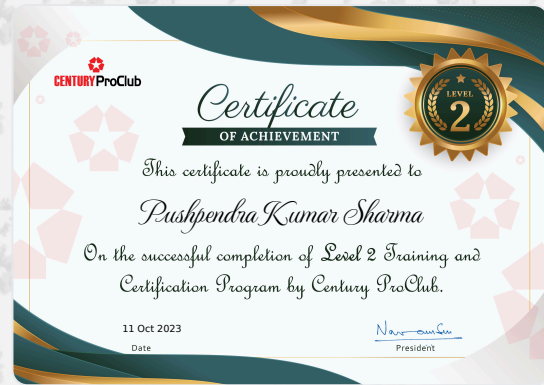 CENTURY ProClub
LEVEL
2
Certificate
OF ACHIEVEMENT
This certificate is proudly presented to
Pushpendra Kumar Sharma
On the successful completion of Level 2 Training and
Certification Program by Century ProClub.
11 Oct 2023
Date
President